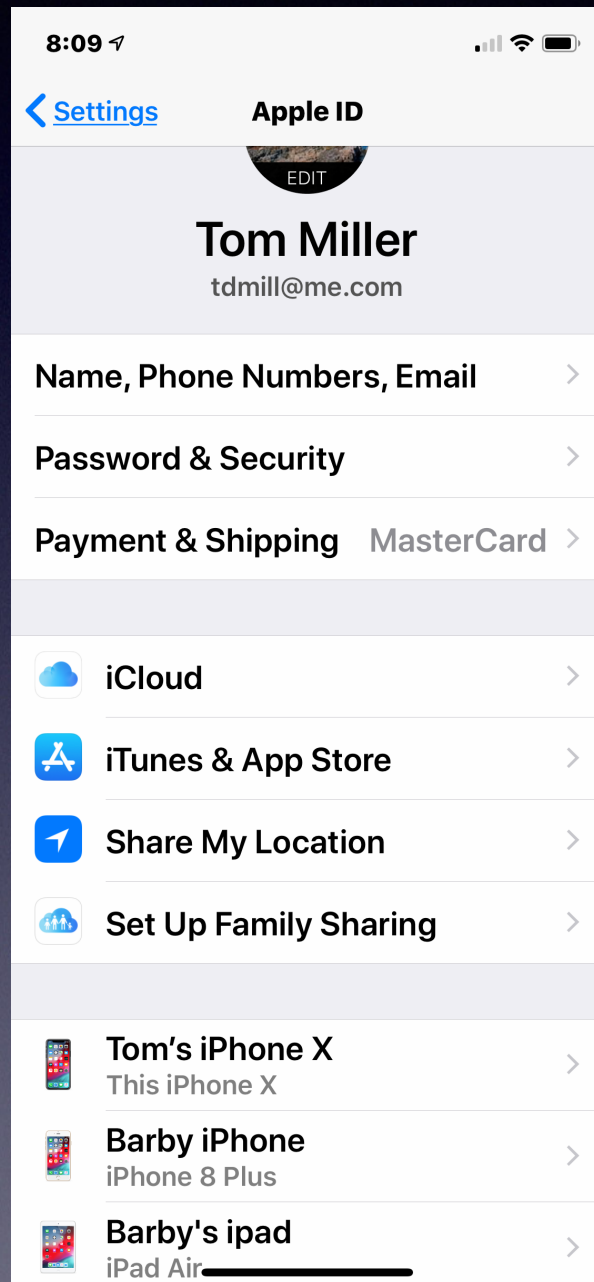 8:09
Settings
Apple ID
EDIT
Tom Miller
tdmill@me.com
Name, Phone Numbers, Email
Password & Security
Payment & Shipping MasterCard
iCloud
iTunes & App Store
Share My Location
Set Up Family Sharing
Tom’s iPhone X
This iPhone X
Barby iPhone
iPhone 8 Plus
Barby's ipad
iPad Air